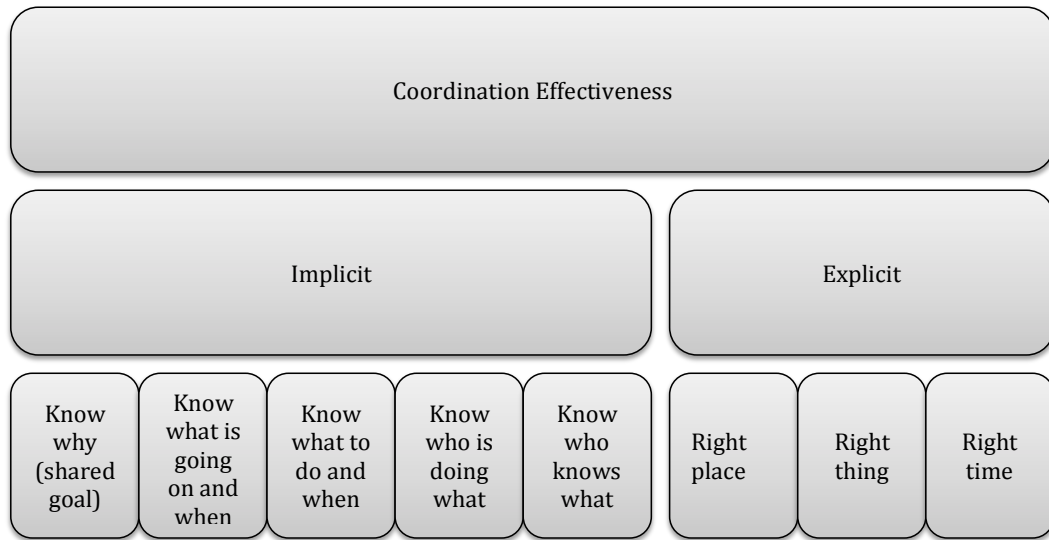 Coordination Effectiveness
Implicit
Explicit
Know
why
(shared
goal)
Know
what is
going
on and
when
Know
what to
do and
when
Know
who is
doing
what
Know
who
knows
what
Right
place
Right
thing
Right
time